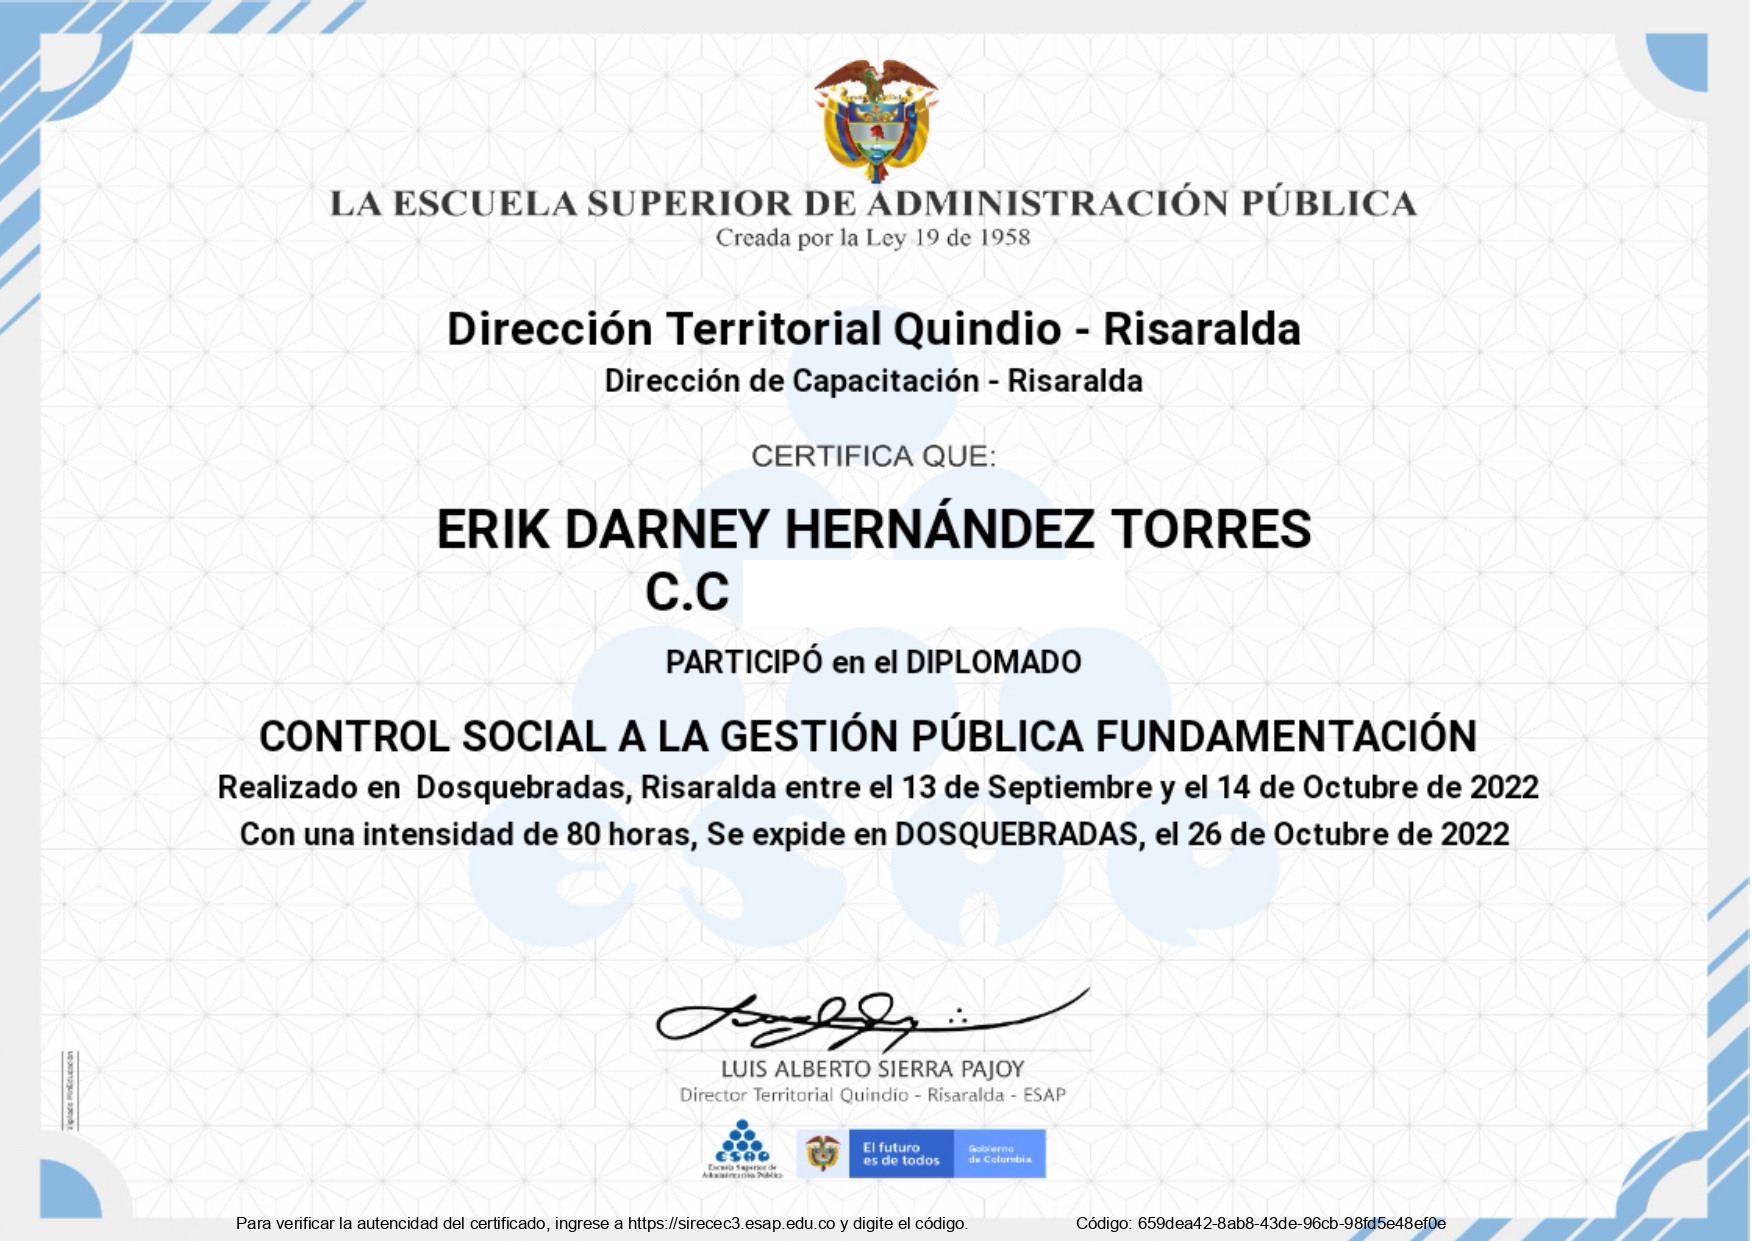 LA ESCUELA SUPERIOR DE ADMINISTRACIÓN PÚBLICA
Creada por la Ley 19 de 1958
Dirección Territorial Quindio - Risaralda
Dirección de Capacitación - Risaralda
CERTIFICA QUE:
ERIK DARNEY HERNÁNDEZ TORRES
C.C
PARTICIPÓ en el DIPLOMADO
CONTROL SOCIAL A LA GESTIÓN PÚBLICA FUNDAMENTACIÓN
Realizado en Dosquebradas, Risaralda entre el 13 de Septiembre y el 14 de Octubre de 2022
Con una intensidad de 80 horas, Se expide en DOSQUEBRADAS, el 26 de Octubre de 2022
esap
LUIS ALBERTO SIERRA PAJOY
Director Territorial Quindío - Risaralda - ESAP
Vigilado MinEducación
esap
Escuela Superior de
Administración Pública
El futuro
es de todos
Gobierno
de Colombia
Para verificar la autencidad del certificado, ingrese a https://sirecec3.esap.edu.co y digite el código.
Código: 659dea42-8ab8-43de-96cb-98fd5e48ef0e